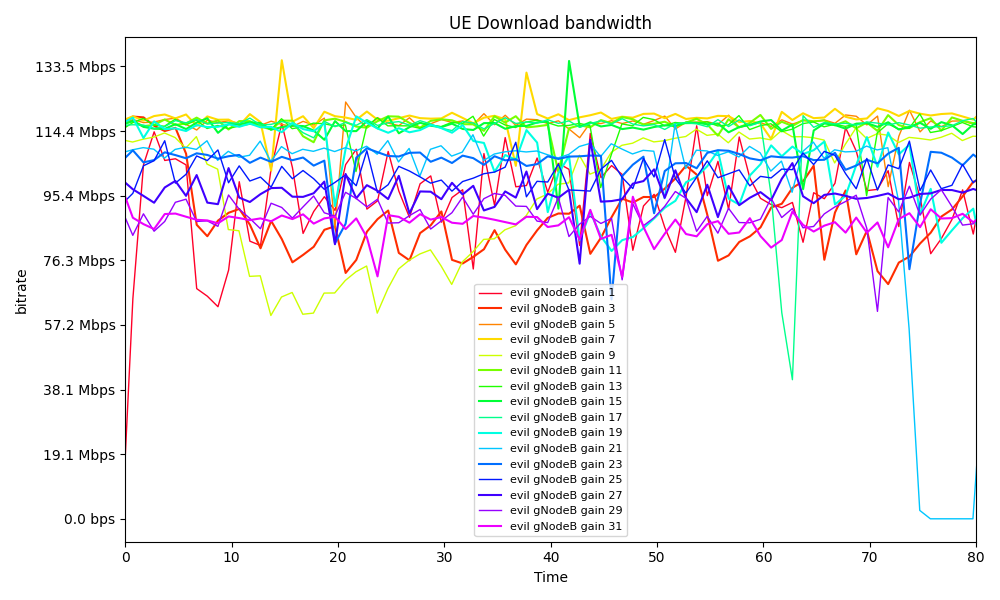 UE Download bandwidth
133.5 Mbps
114.4 Mbps
95.4 Mbps
76.3 Mbps
57.2 Mbps
38.1 Mbps
19.1 Mbps
0.0 bps
bitrate
evil gNodeB gain 1
evil gNodeB gain 3
evil gNodeB gain 5
evil gNodeB gain 7
evil gNodeB gain 9
evil gNodeB gain 11
evil gNodeB gain 13
evil gNodeB gain 15
evil gNodeB gain 17
evil gNodeB gain 19
evil gNodeB gain 21
evil gNodeB gain 23
evil gNodeB gain 25
evil gNodeB gain 27
evil gNodeB gain 29
evil gNodeB gain 31
0 10 20 30 40 50 60 70 80
Time